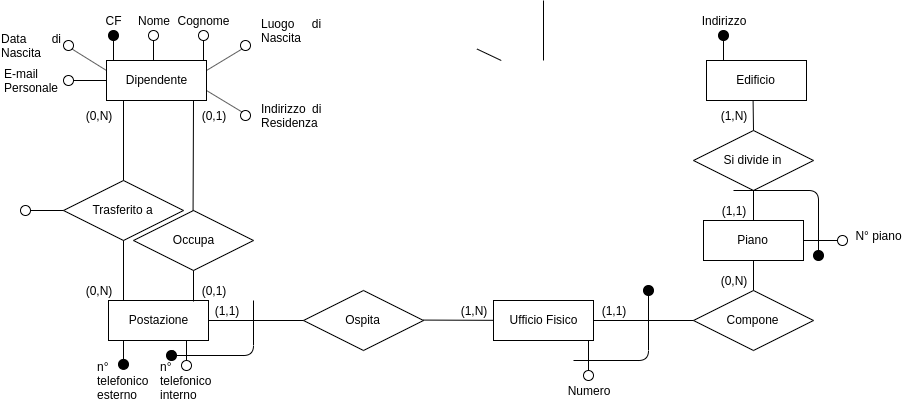 CF
Nome
Cognome
Luogo di
Nascita
Data di
Nascita
E-mail
Personale
Dipendente
Indirizzo di
Residenza
(0,N)
(0,1)
Trasferito a
Occupa
(0,N)
(0,1)
Postazione
(1,1)
n°
telefonico
esterno
n°
telefonico
interno
Ospita
(1,N)
Ufficio Fisico
(1,1)
Numero
Compone
(0,N)
Piano
N° piano
(1,1)
Si divide in
(1,N)
Edificio
Indirizzo